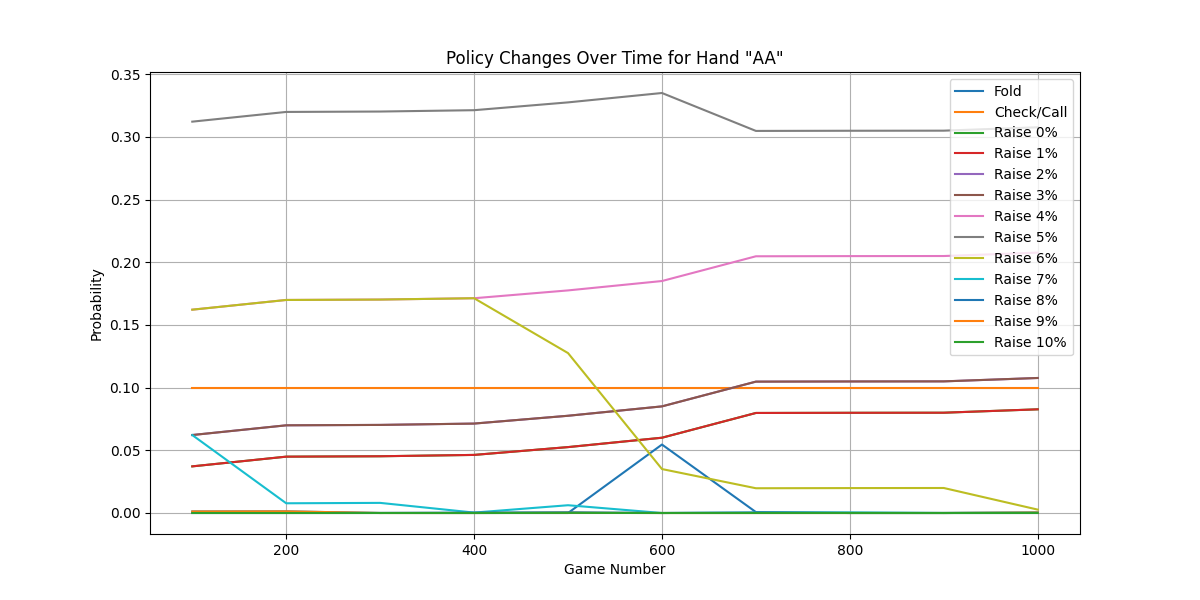 Policy Changes Over Time for Hand "AA"
0.35
0.30
0.25
0.20
0.15
0.10
0.05
0.00
Probability
Fold
Check/Call
Raise 0%
Raise 1%
Raise 2%
Raise 3%
Raise 4%
Raise 5%
Raise 6%
Raise 7%
Raise 8%
Raise 9%
Raise 10%
200
400
600
800
1000
Game Number